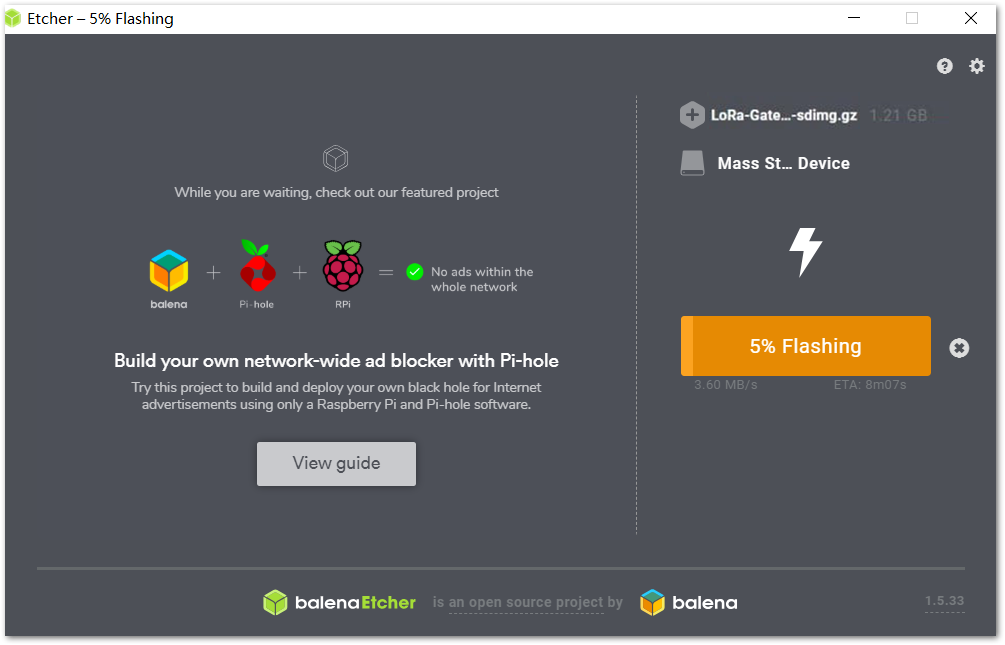 Etcher – 5% Flashing
While you are waiting, check out our featured project
balena
Pi-hole
RPi
No ads within the
whole network
Build your own network-wide ad blocker with Pi-hole
Try this project to build and deploy your own black hole for Internet
advertisements using only a Raspberry Pi and Pi-hole software.
View guide
LoRa-Gate...-sdimg.gz 1.21 GB
Mass St... Device
5% Flashing
3.60 MB/s ETA: 8m07s
balenaEtcher is an open source project by balena 1.5.33